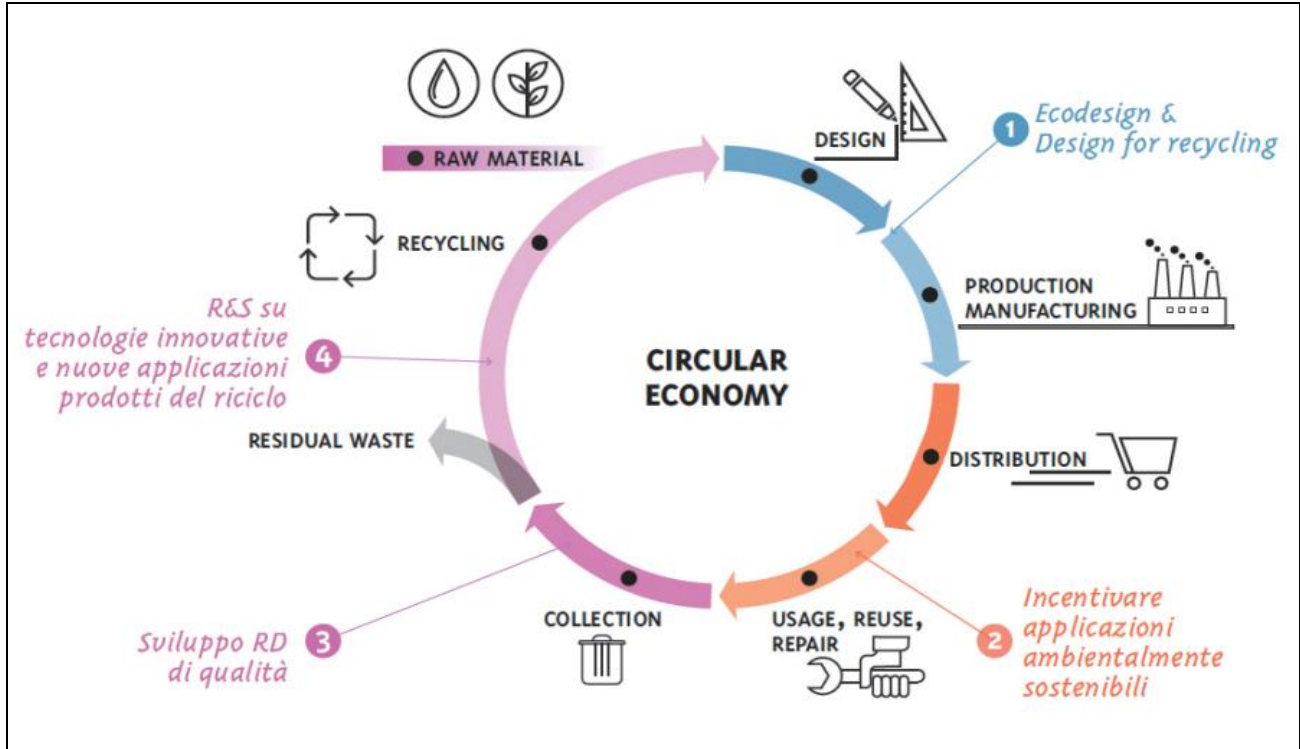 RAW MATERIAL
DESIGN
1
Ecodesign &
Design for recycling
RECYCLING
PRODUCTION
MANUFACTURING
R&S su
tecnologie innovative
e nuove applicazioni
prodotti del riciclo
4
CIRCULAR
ECONOMY
RESIDUAL WASTE
DISTRIBUTION
COLLECTION
USAGE, REUSE,
REPAIR
Sviluppo RD
di qualità
3
2
Incentivare
applicazioni
ambientalmente
sostenibili